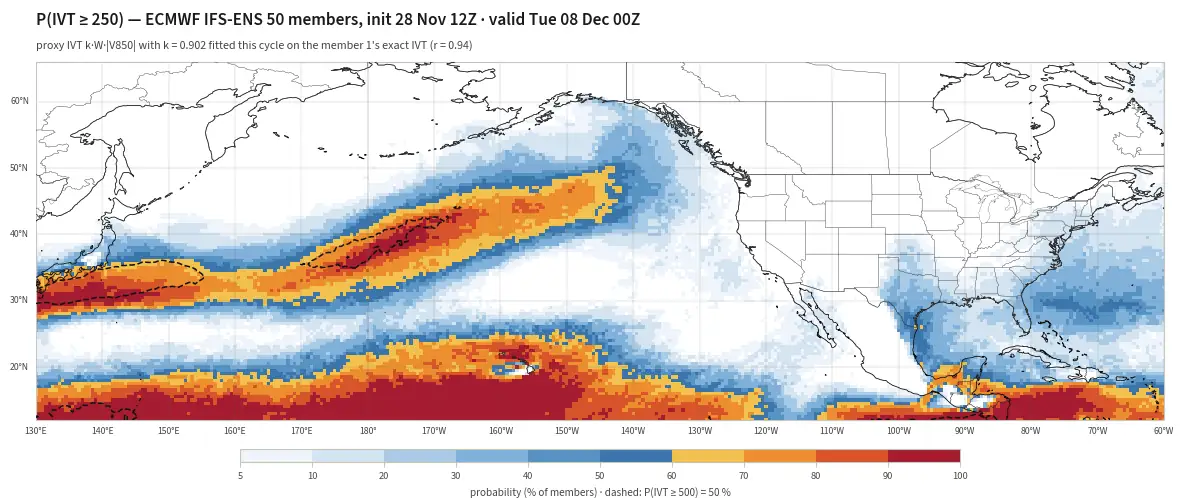 P(IVT ≥ 250) — ECMWF IFS-ENS 50 members, init 28 Nov 12Z · valid Tue 08 Dec 00Z
proxy IVT k·W·|V850| with k = 0.902 fitted this cycle on the member 1's exact IVT (r = 0.94)
60°N
50°N
40°N
30°N
20°N
130°E 140°E 150°E 160°E 170°E 180° 170°W 160°W 150°W 140°W 130°W 120°W 110°W 100°W 90°W 80°W 70°W 60°W
5 10 20 30 40 50 60 70 80 90 100
probability (% of members) · dashed: P(IVT ≥ 500) = 50 %